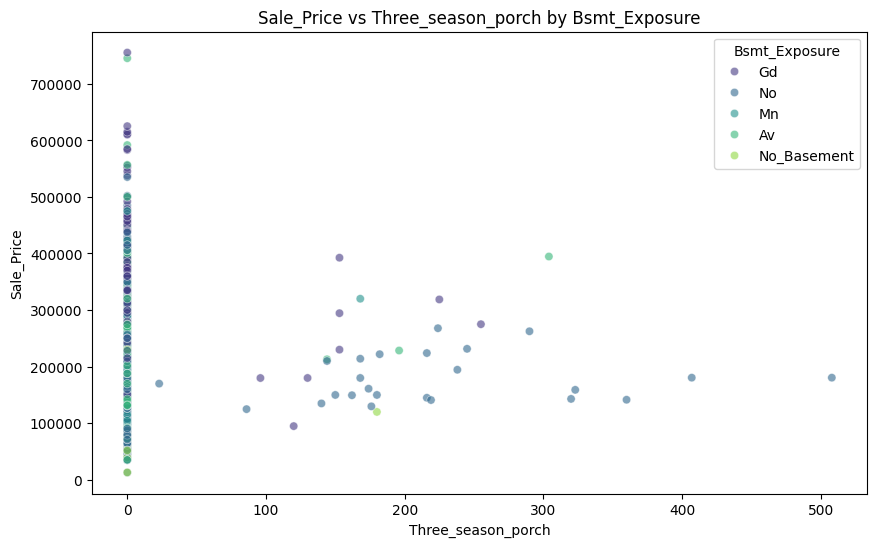 Sale_Price vs Three_season_porch by Bsmt_Exposure
Bsmt_Exposure
Gd
No
Mn
Av
No_Basement
Sale_Price
700000
600000
500000
400000
300000
200000
100000
0
0 100 200 300 400 500
Three_season_porch